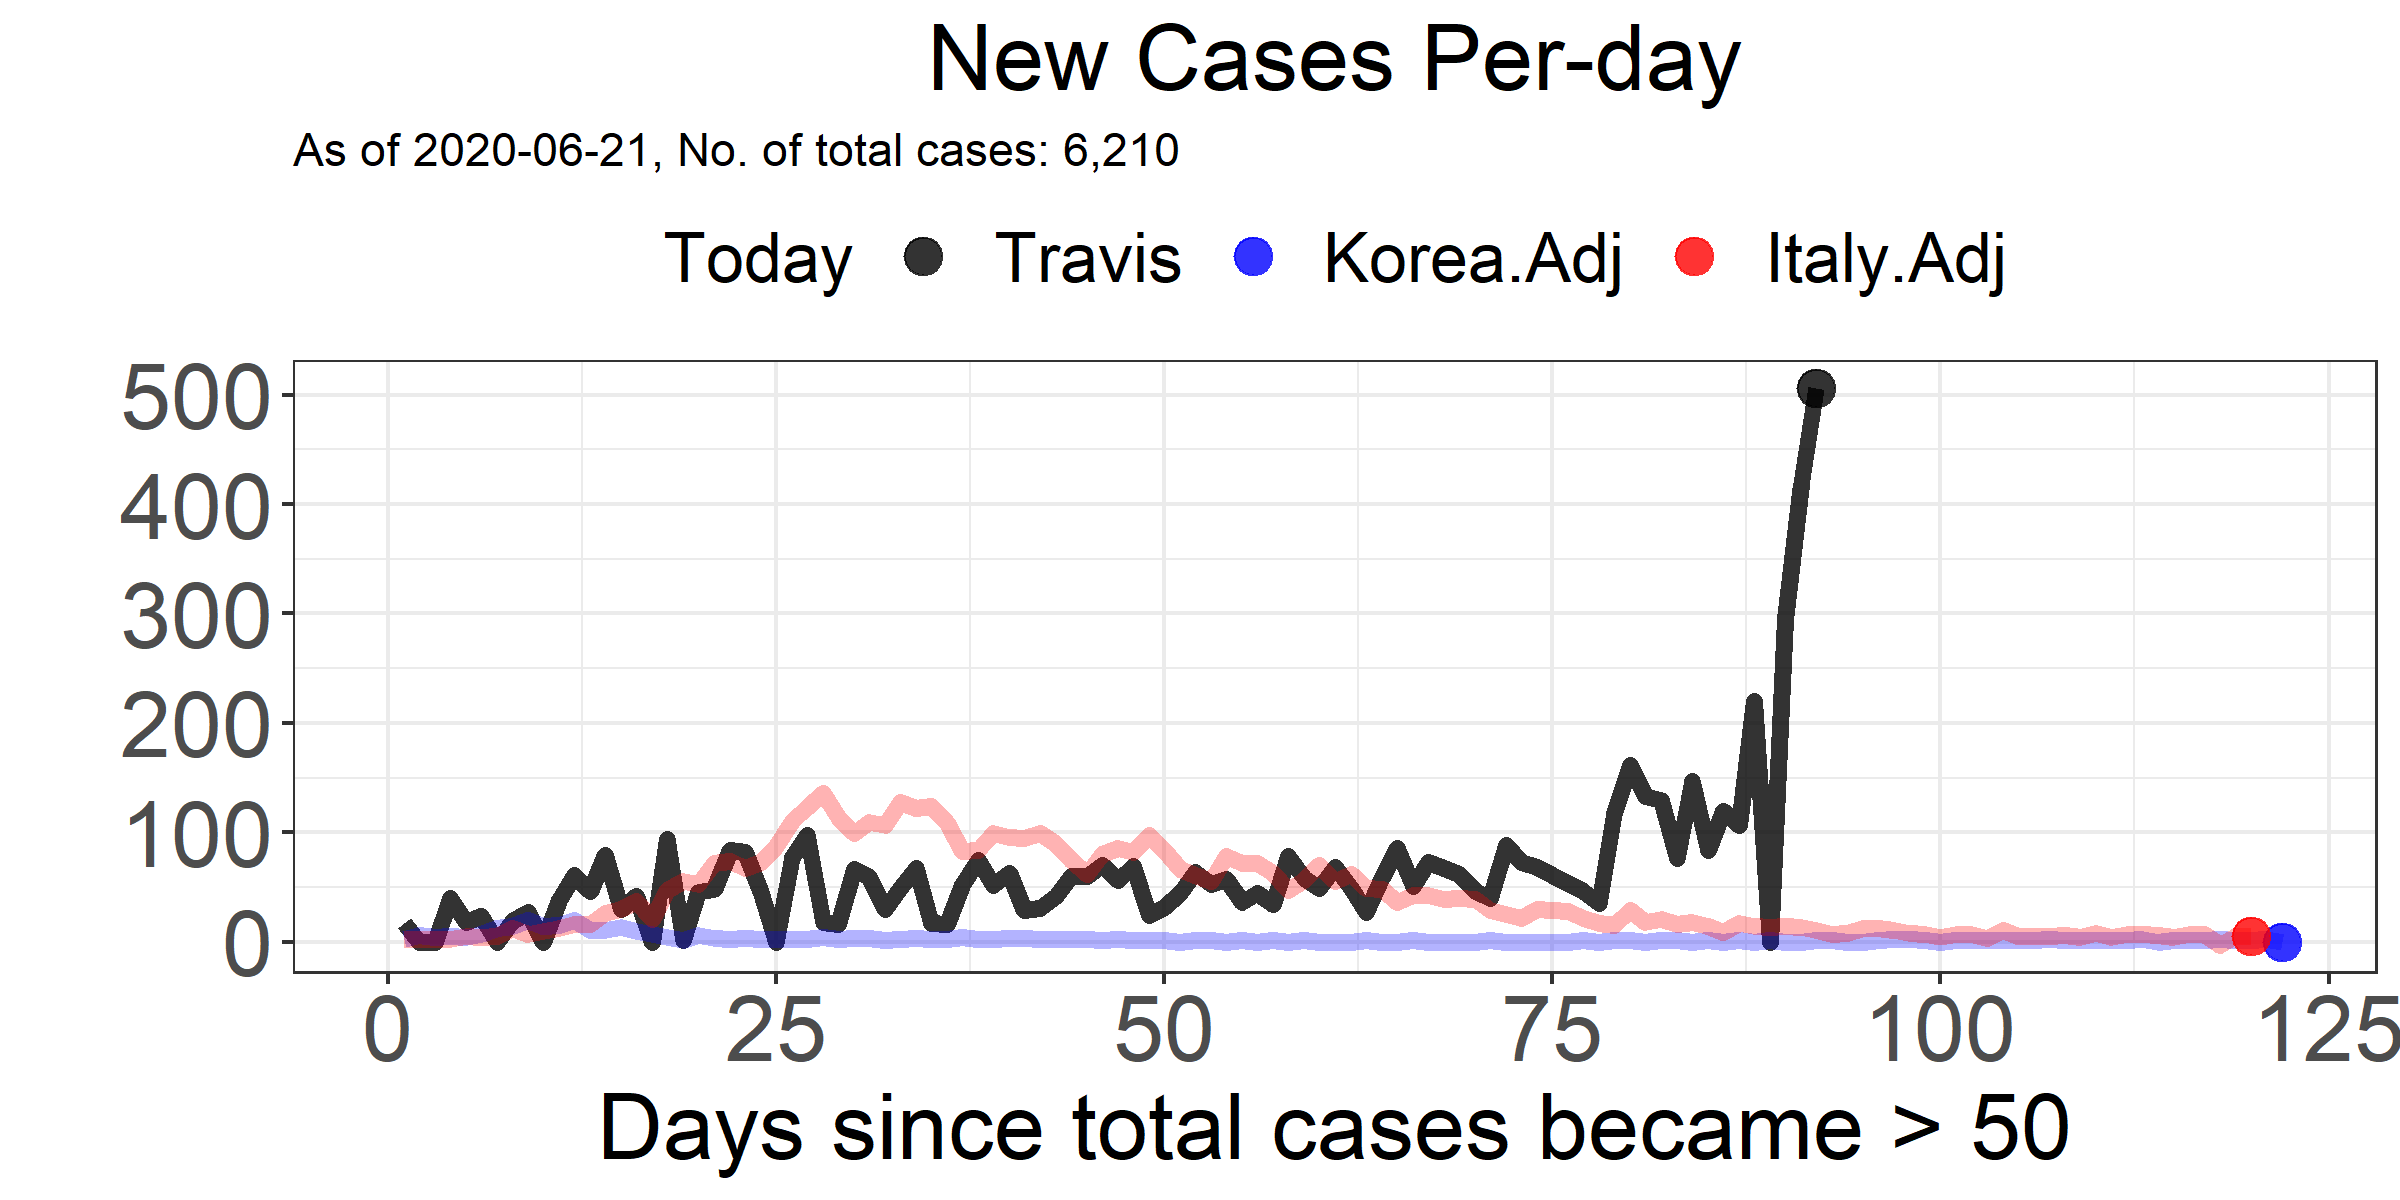 New Cases Per-day
As of 2020-06-21, No. of total cases: 6,210
Today Travis Korea.Adj Italy.Adj
500
400
300
200
100
0
0 25 50 75 100 125
Days since total cases became > 50